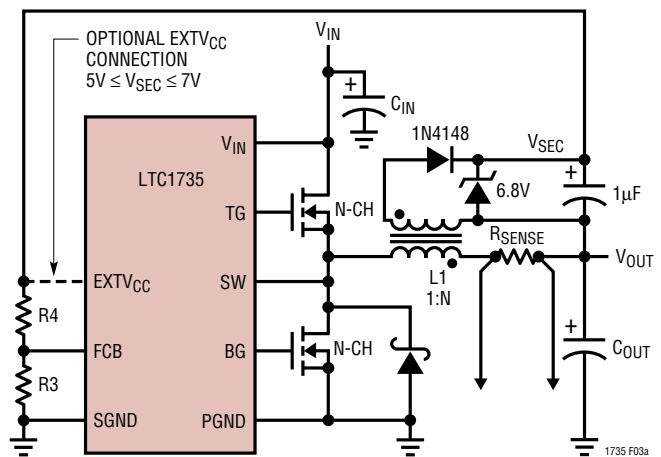 OPTIONAL EXTVCC
CONNECTION
5V ≤ VSEC ≤ 7V
VIN
+
CIN
LTC1735
VIN
TG
EXTVCC
SW
FCB
BG
SGND
PGND
R4
R3
N-CH
N-CH
1N4148
VSEC
6.8V
+
1µF
L1
1:N
RSENSE
VOUT
+
COUT
1735 F03a